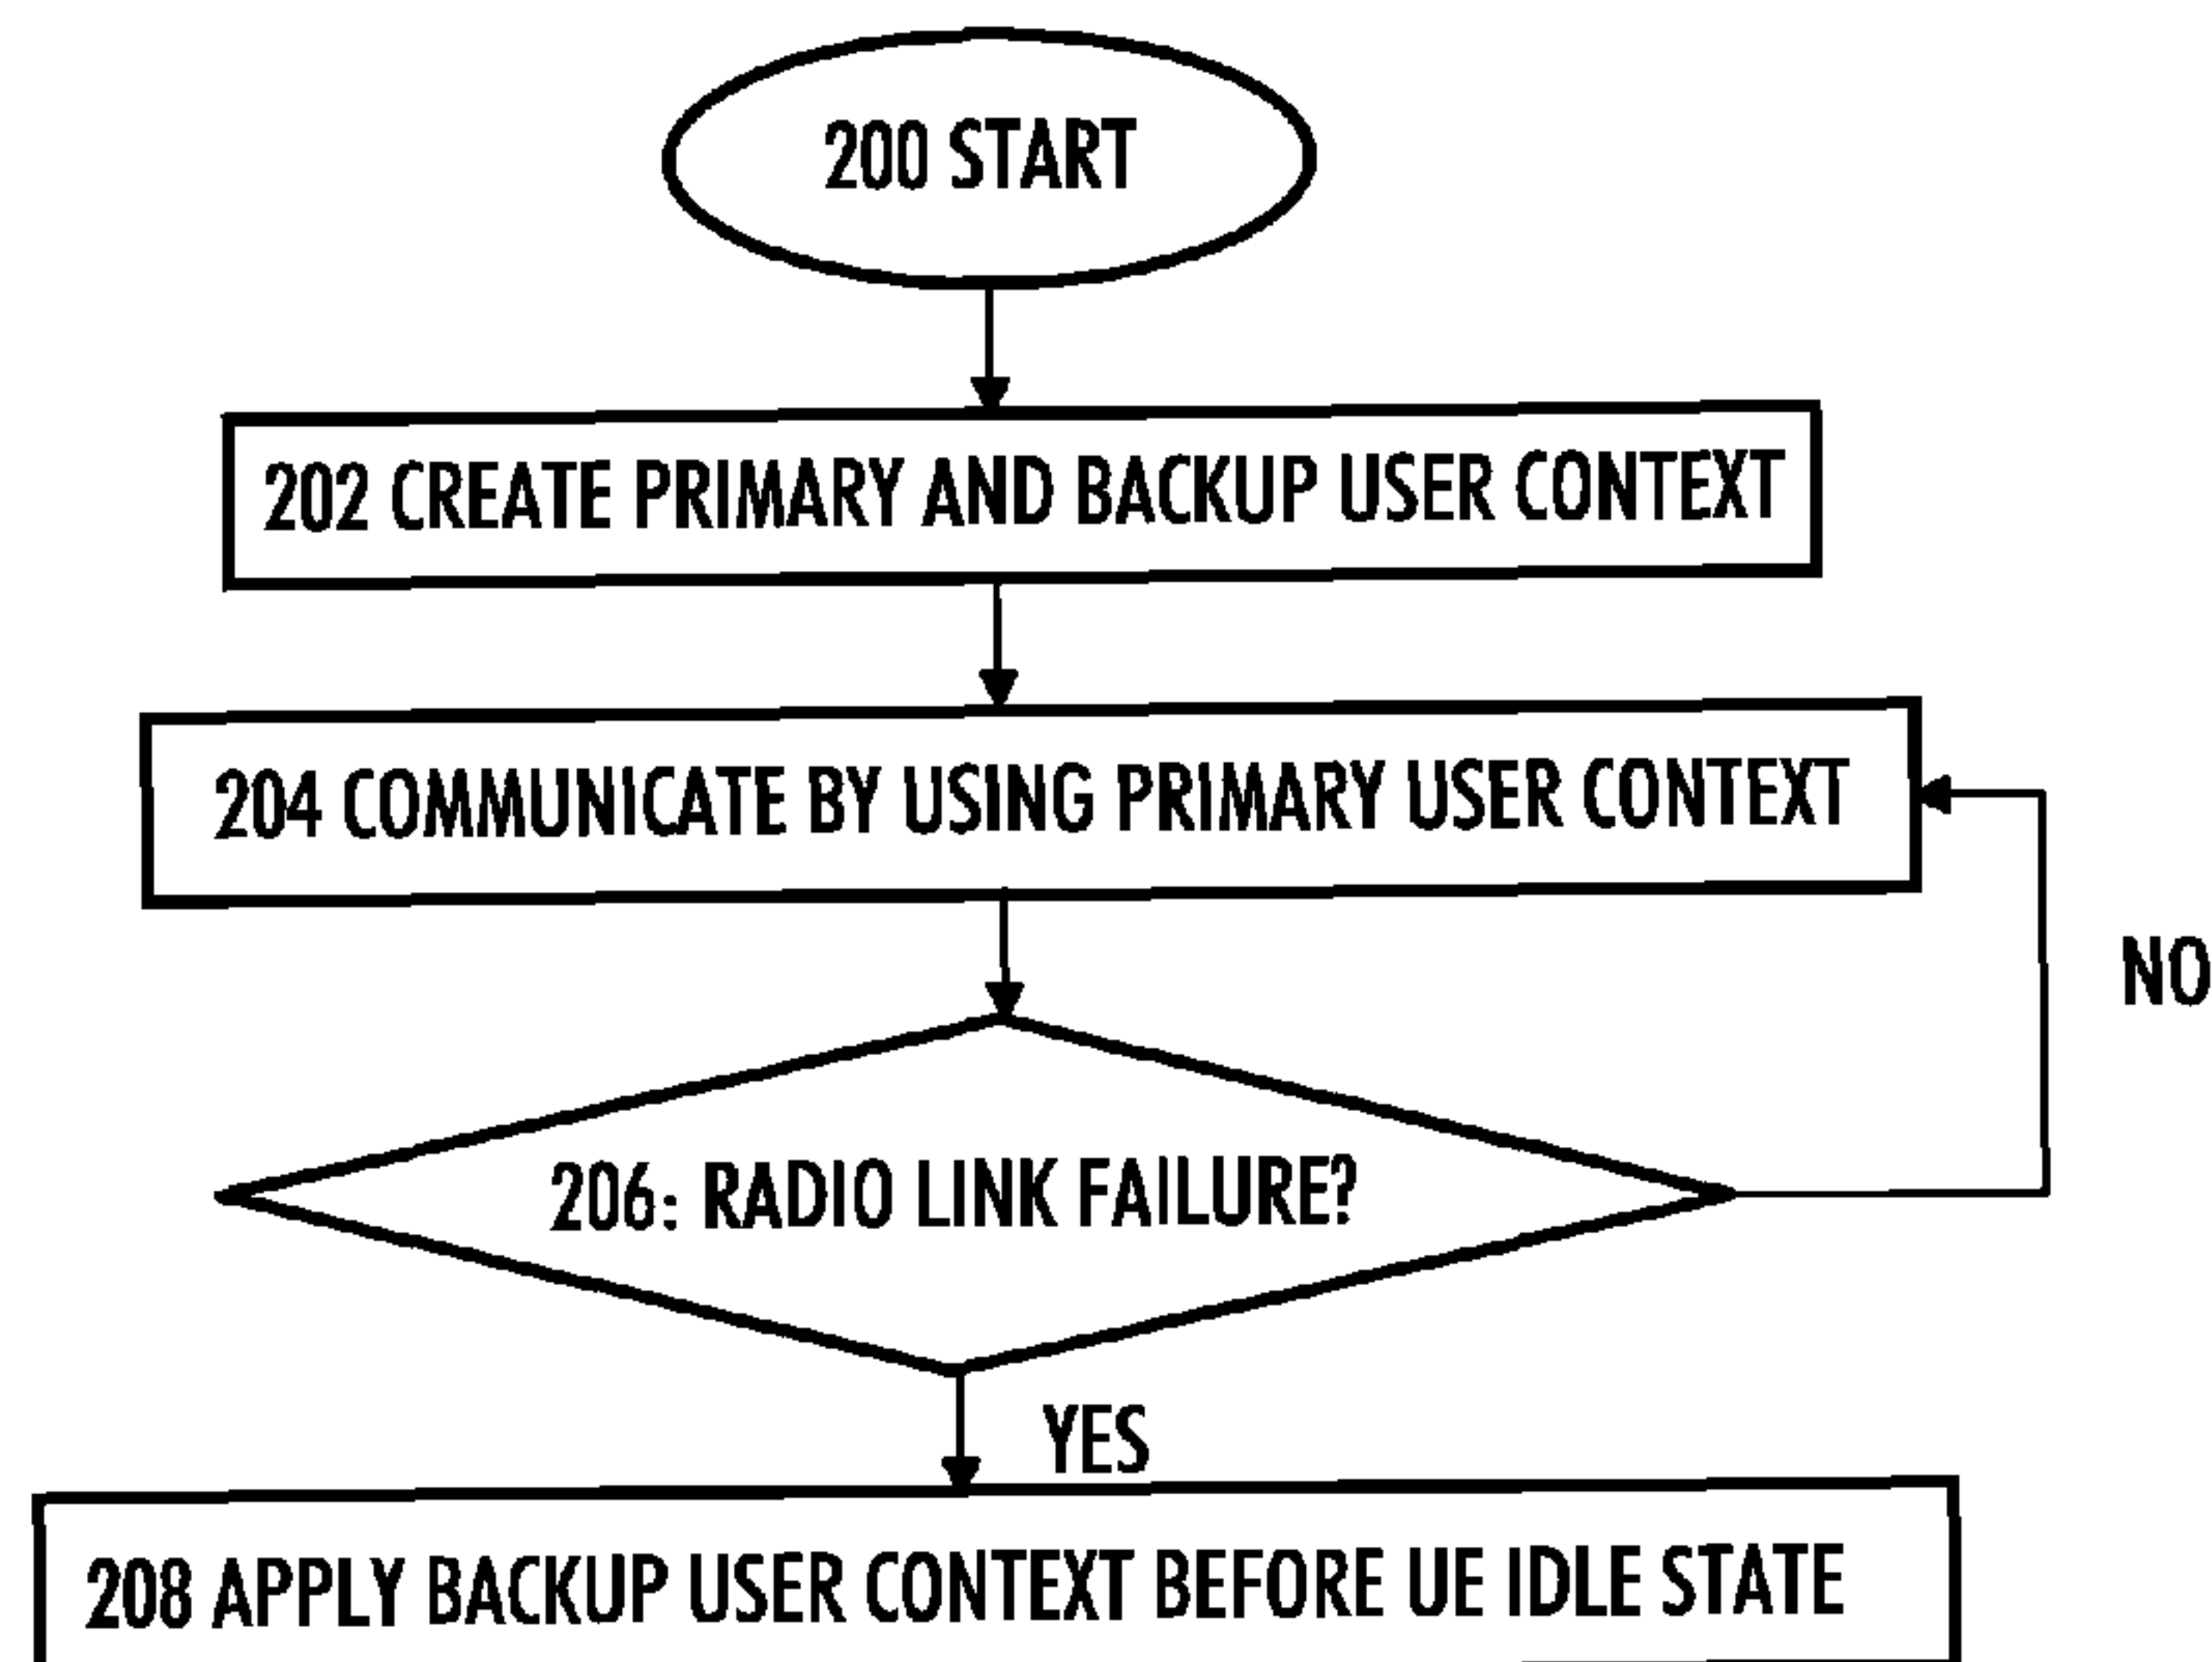 200 START
202 CREATE PRIMARY AND BACKUP USER CONTEXT
204 COMMUNICATE BY USING PRIMARY USER CONTEXT
NO
206: RADIO LINK FAILURE?
YES
208 APPLY BACKUP USER CONTEXT BEFORE UE IDLE STATE